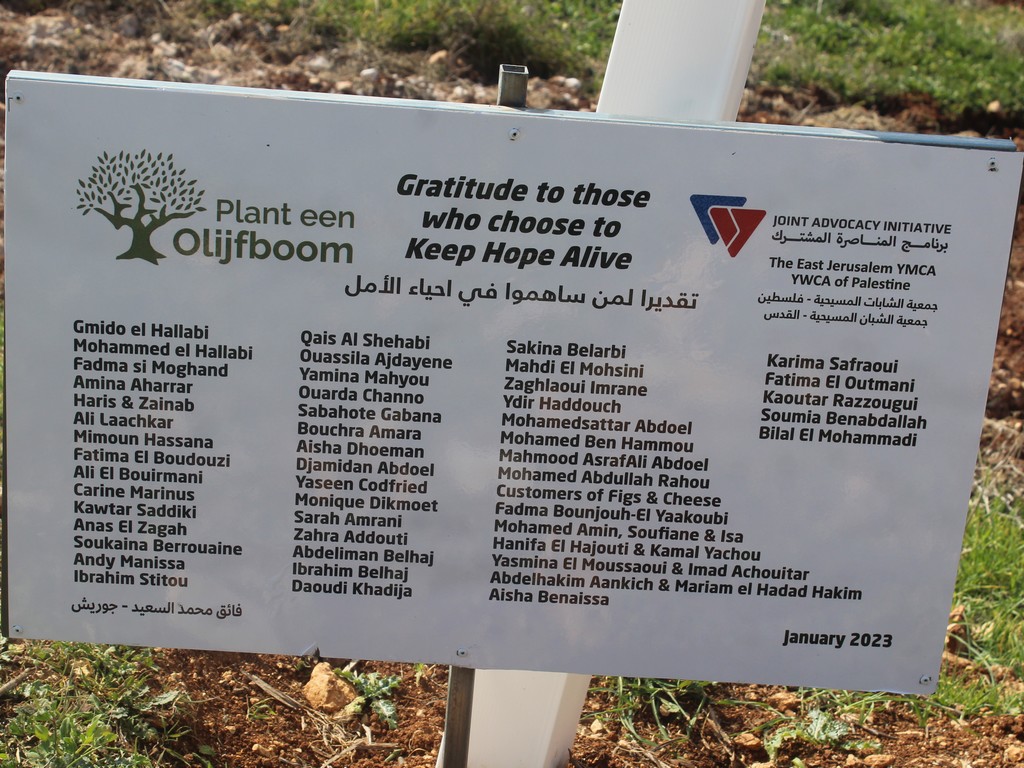 Plant een
Olijfboom
Gratitude to those
who choose to
Keep Hope Alive
تقديرا لمن ساهموا في احياء الأمل
JOINT ADVOCACY INITIATIVE
برنامج المناصرة المشترك
The East Jerusalem YMCA
YWCA of Palestine
جمعية الشابات المسيحية - فلسطين
جمعية الشبان المسيحية - القدس
Gmido el Hallabi
Mohammed el Hallabi
Fadma si Moghand
Amina Aharrar
Haris & Zainab
Ali Laachkar
Mimoun Hassana
Fatima El Boudouzi
Ali El Bouirmani
Carine Marinus
Kawtar Saddiki
Anas El Zagah
Soukaina Berrouaine
Andy Manissa
Ibrahim Stitou
فائق محمد السعيد - جوريش
Qais Al Shehabi
Ouassila Ajdayene
Yamina Mahyou
Ouarda Channo
Sabahote Gabana
Bouchra Amara
Aisha Dhoeman
Djamidan Abdoel
Yaseen Codfried
Monique Dikmoet
Sarah Amrani
Zahra Addouti
Abdeliman Belhaj
Ibrahim Belhaj
Daoudi Khadija
Sakina Belarbi
Mahdi El Mohsini
Zaghlaoui Imrane
Ydir Haddouch
Mohamedsattar Abdoel
Mohamed Ben Hammou
Mahmood AsrafAli Abdoel
Mohamed Abdullah Rahou
Customers of Figs & Cheese
Fadma Bounjouh-El Yaakoubi
Mohamed Amin, Soufiane & Isa
Hanifa El Hajouti & Kamal Yachou
Yasmina El Moussaoui & Imad Achouitar
Abdelhakim Aankich & Mariam el Hadad Hakim
Aisha Benaissa
Karima Safraoui
Fatima El Outmani
Kaoutar Razzougui
Soumia Benabdallah
Bilal El Mohammadi
January 2023